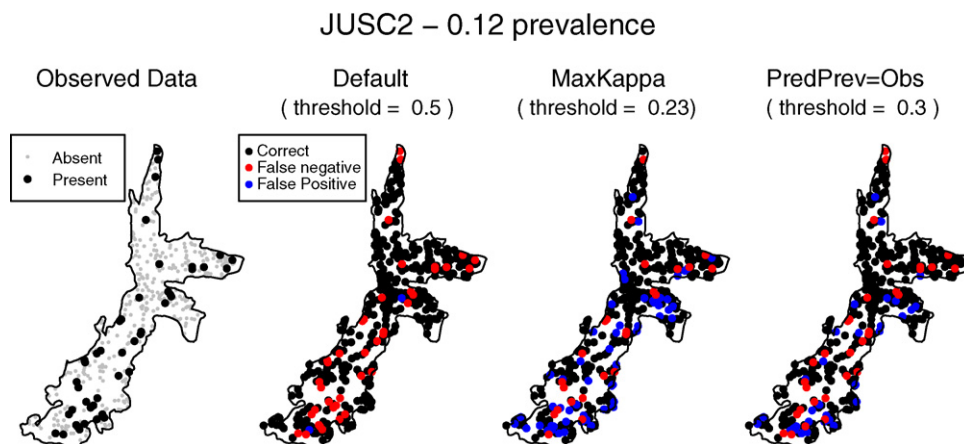 JUSC2 – 0.12 prevalence
Observed Data
Absent
Present
Default
( threshold = 0.5 )
Correct
False negative
False Positive
MaxKappa
( threshold = 0.23)
PredPrev=Obs
( threshold = 0.3 )